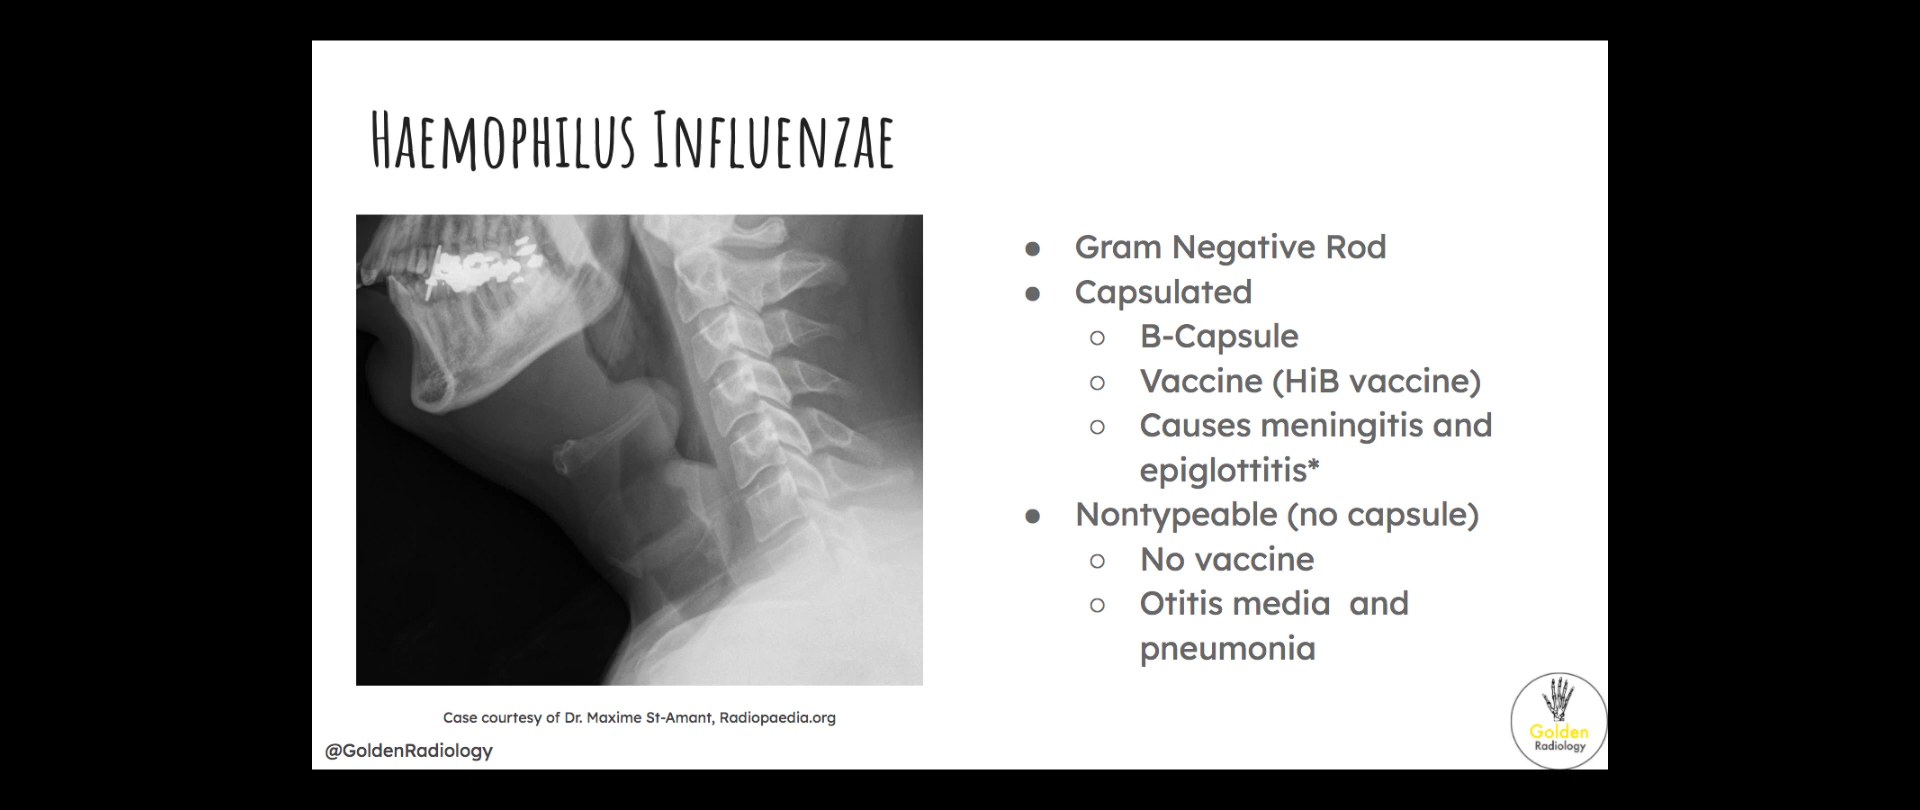 Haemophilus Influenzae
● Gram Negative Rod
● Capsulated
○ B-Capsule
○ Vaccine (HiB vaccine)
○ Causes meningitis and
epiglottitis*
● Nontypeable (no capsule)
○ No vaccine
○ Otitis media and
pneumonia
Case courtesy of Dr. Maxime St-Amant, Radiopaedia.org
@GoldenRadiology
Golden
Radiology